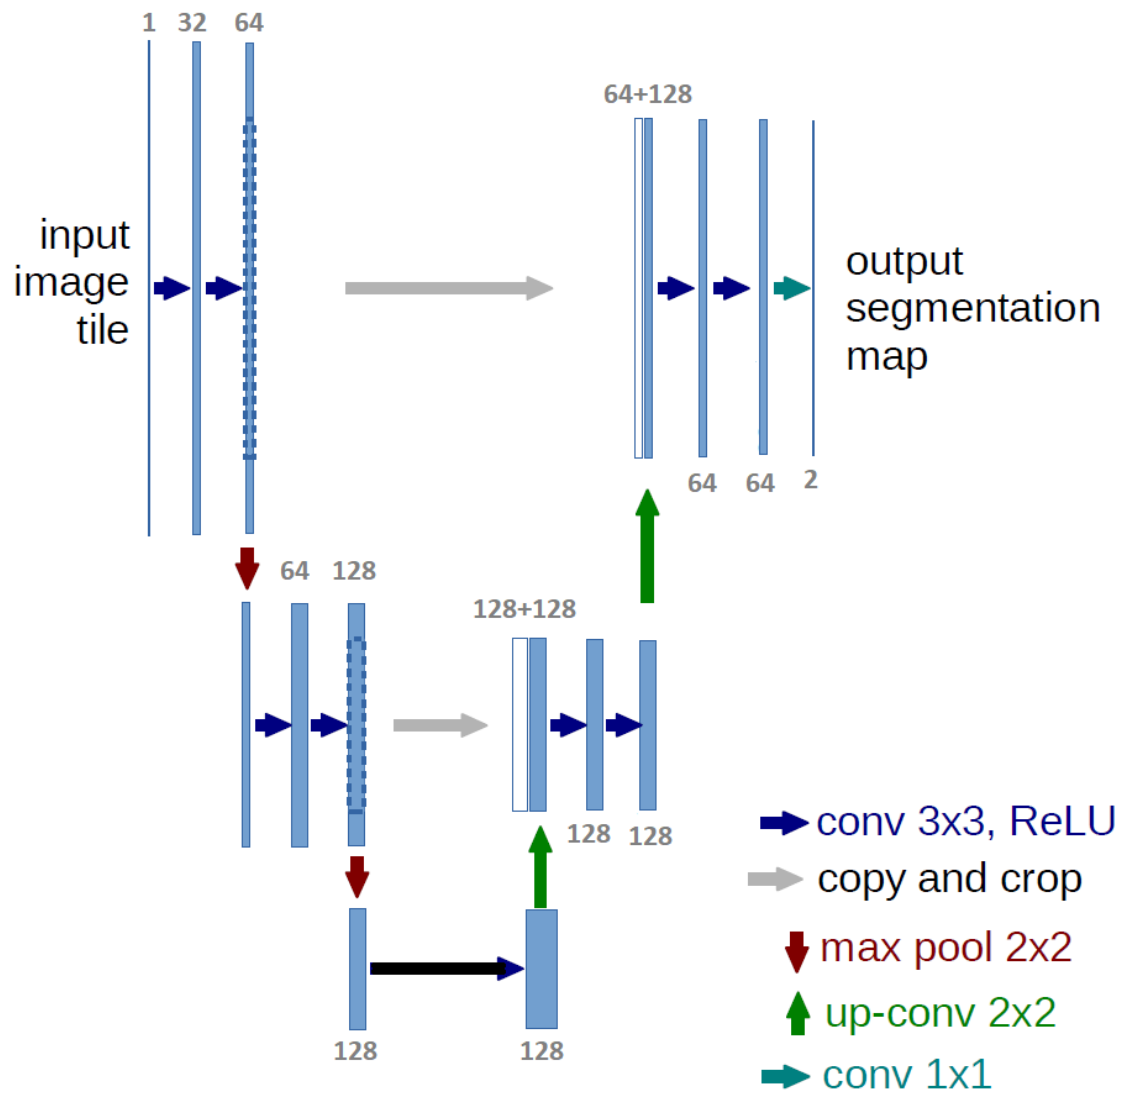 1 32 64
64+128
input
image
tile
output
segmentation
map
64 64 2
64 128
128+128
128 128
conv 3x3, ReLU
copy and crop
max pool 2x2
up-conv 2x2
128 128
conv 1x1